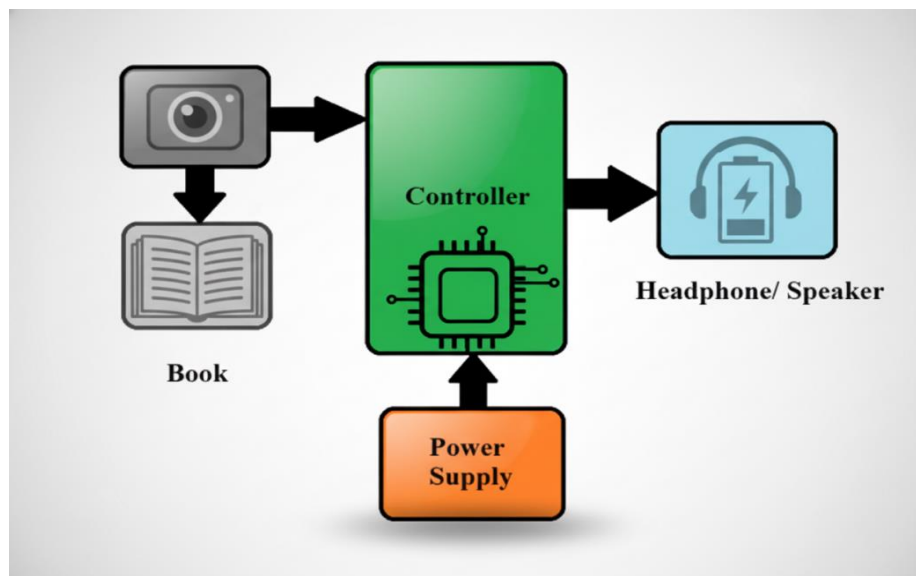 Controller
Headphone/ Speaker
Book
Power
Supply